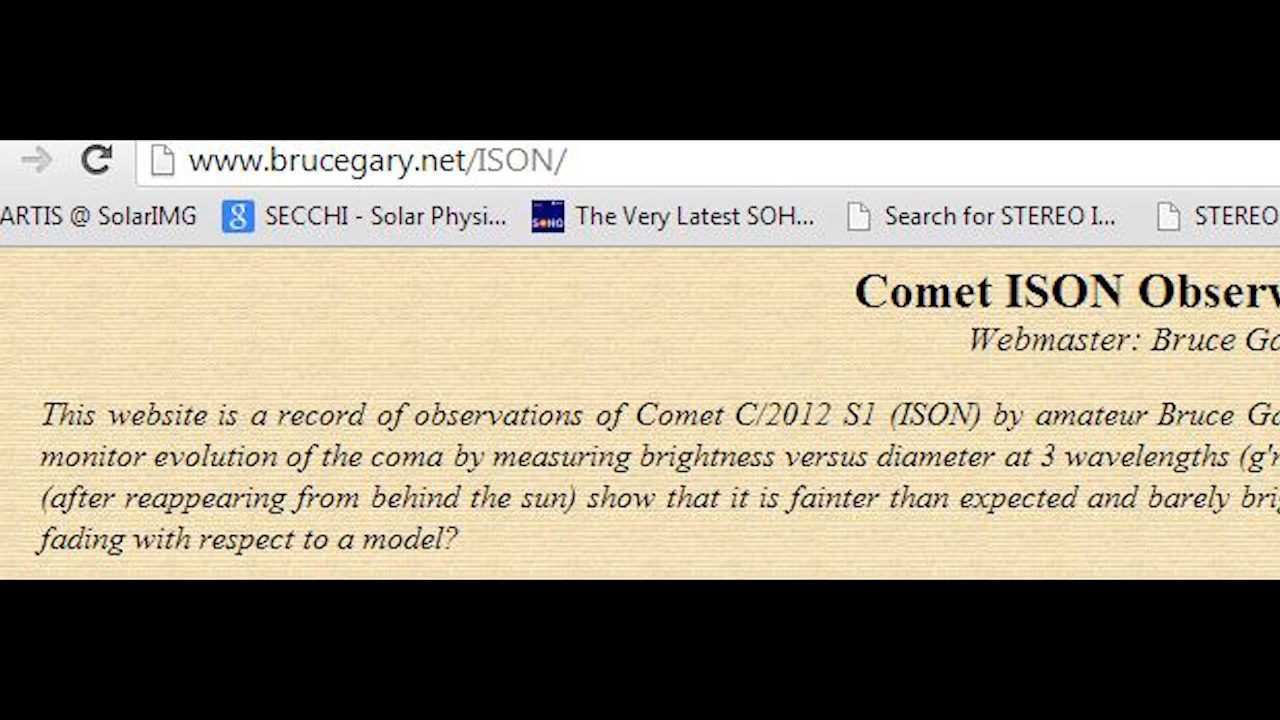 www.brucegary.net/ISON/
ARTIS @ SolarIMG SECCHI - Solar Physi... The Very Latest SOH... Search for STEREO I... STEREO
Comet ISON Observ
Webmaster: Bruce Ga
This website is a record of observations of Comet C/2012 S1 (ISON) by amateur Bruce Ga
monitor evolution of the coma by measuring brightness versus diameter at 3 wavelengths (g'r
(after reappearing from behind the sun) show that it is fainter than expected and barely brig
fading with respect to a model?